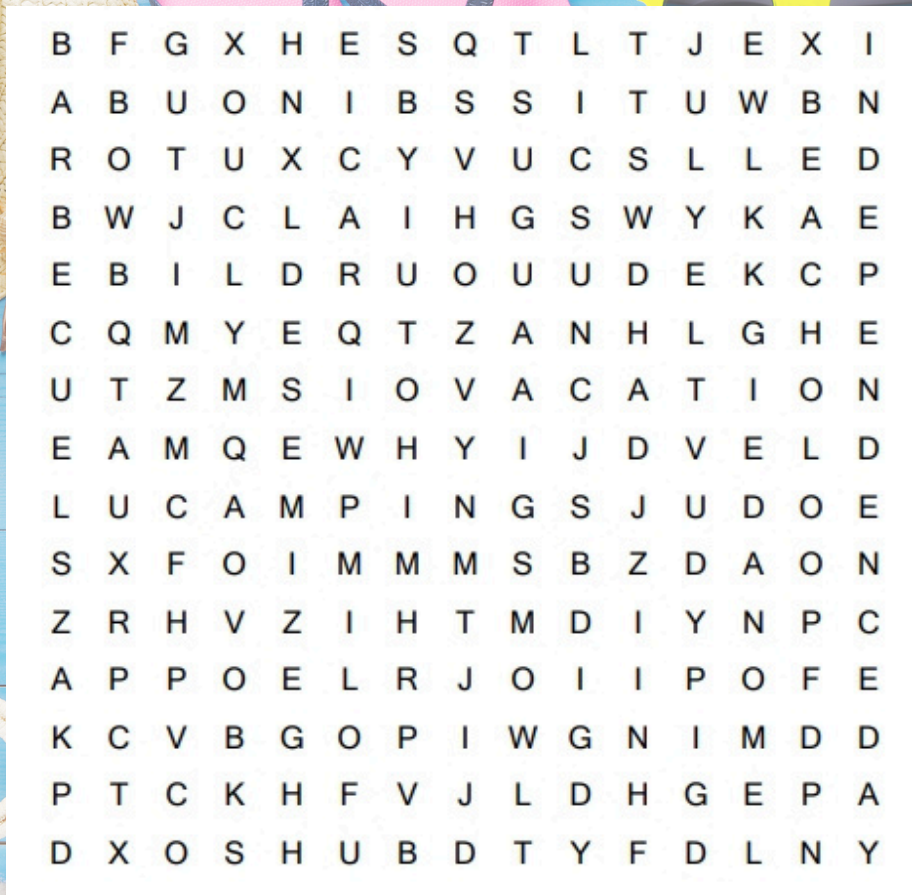 B F G X H E S Q T L T J E X I
A B U O N I B S S I T U W B N
R O T U X C Y V U C S L L E D
B W J C L A I H G S W Y K A E
E B I L D R U O U U D E K C P
C Q M Y E Q T Z A N H L G H E
U T Z M S I O V A C A T I O N
E A M Q E W H Y I J D V E L D
L U C A M P I N G S J U D O E
S X F O I M M M S B Z D A O N
Z R H V Z I H T M D I Y N P C
A P P O E L R J O I I P O F E
K C V B G O P I W G N I M D D
P T C K H F V J L D H G E P A
D X O S H U B D T Y F D L N Y